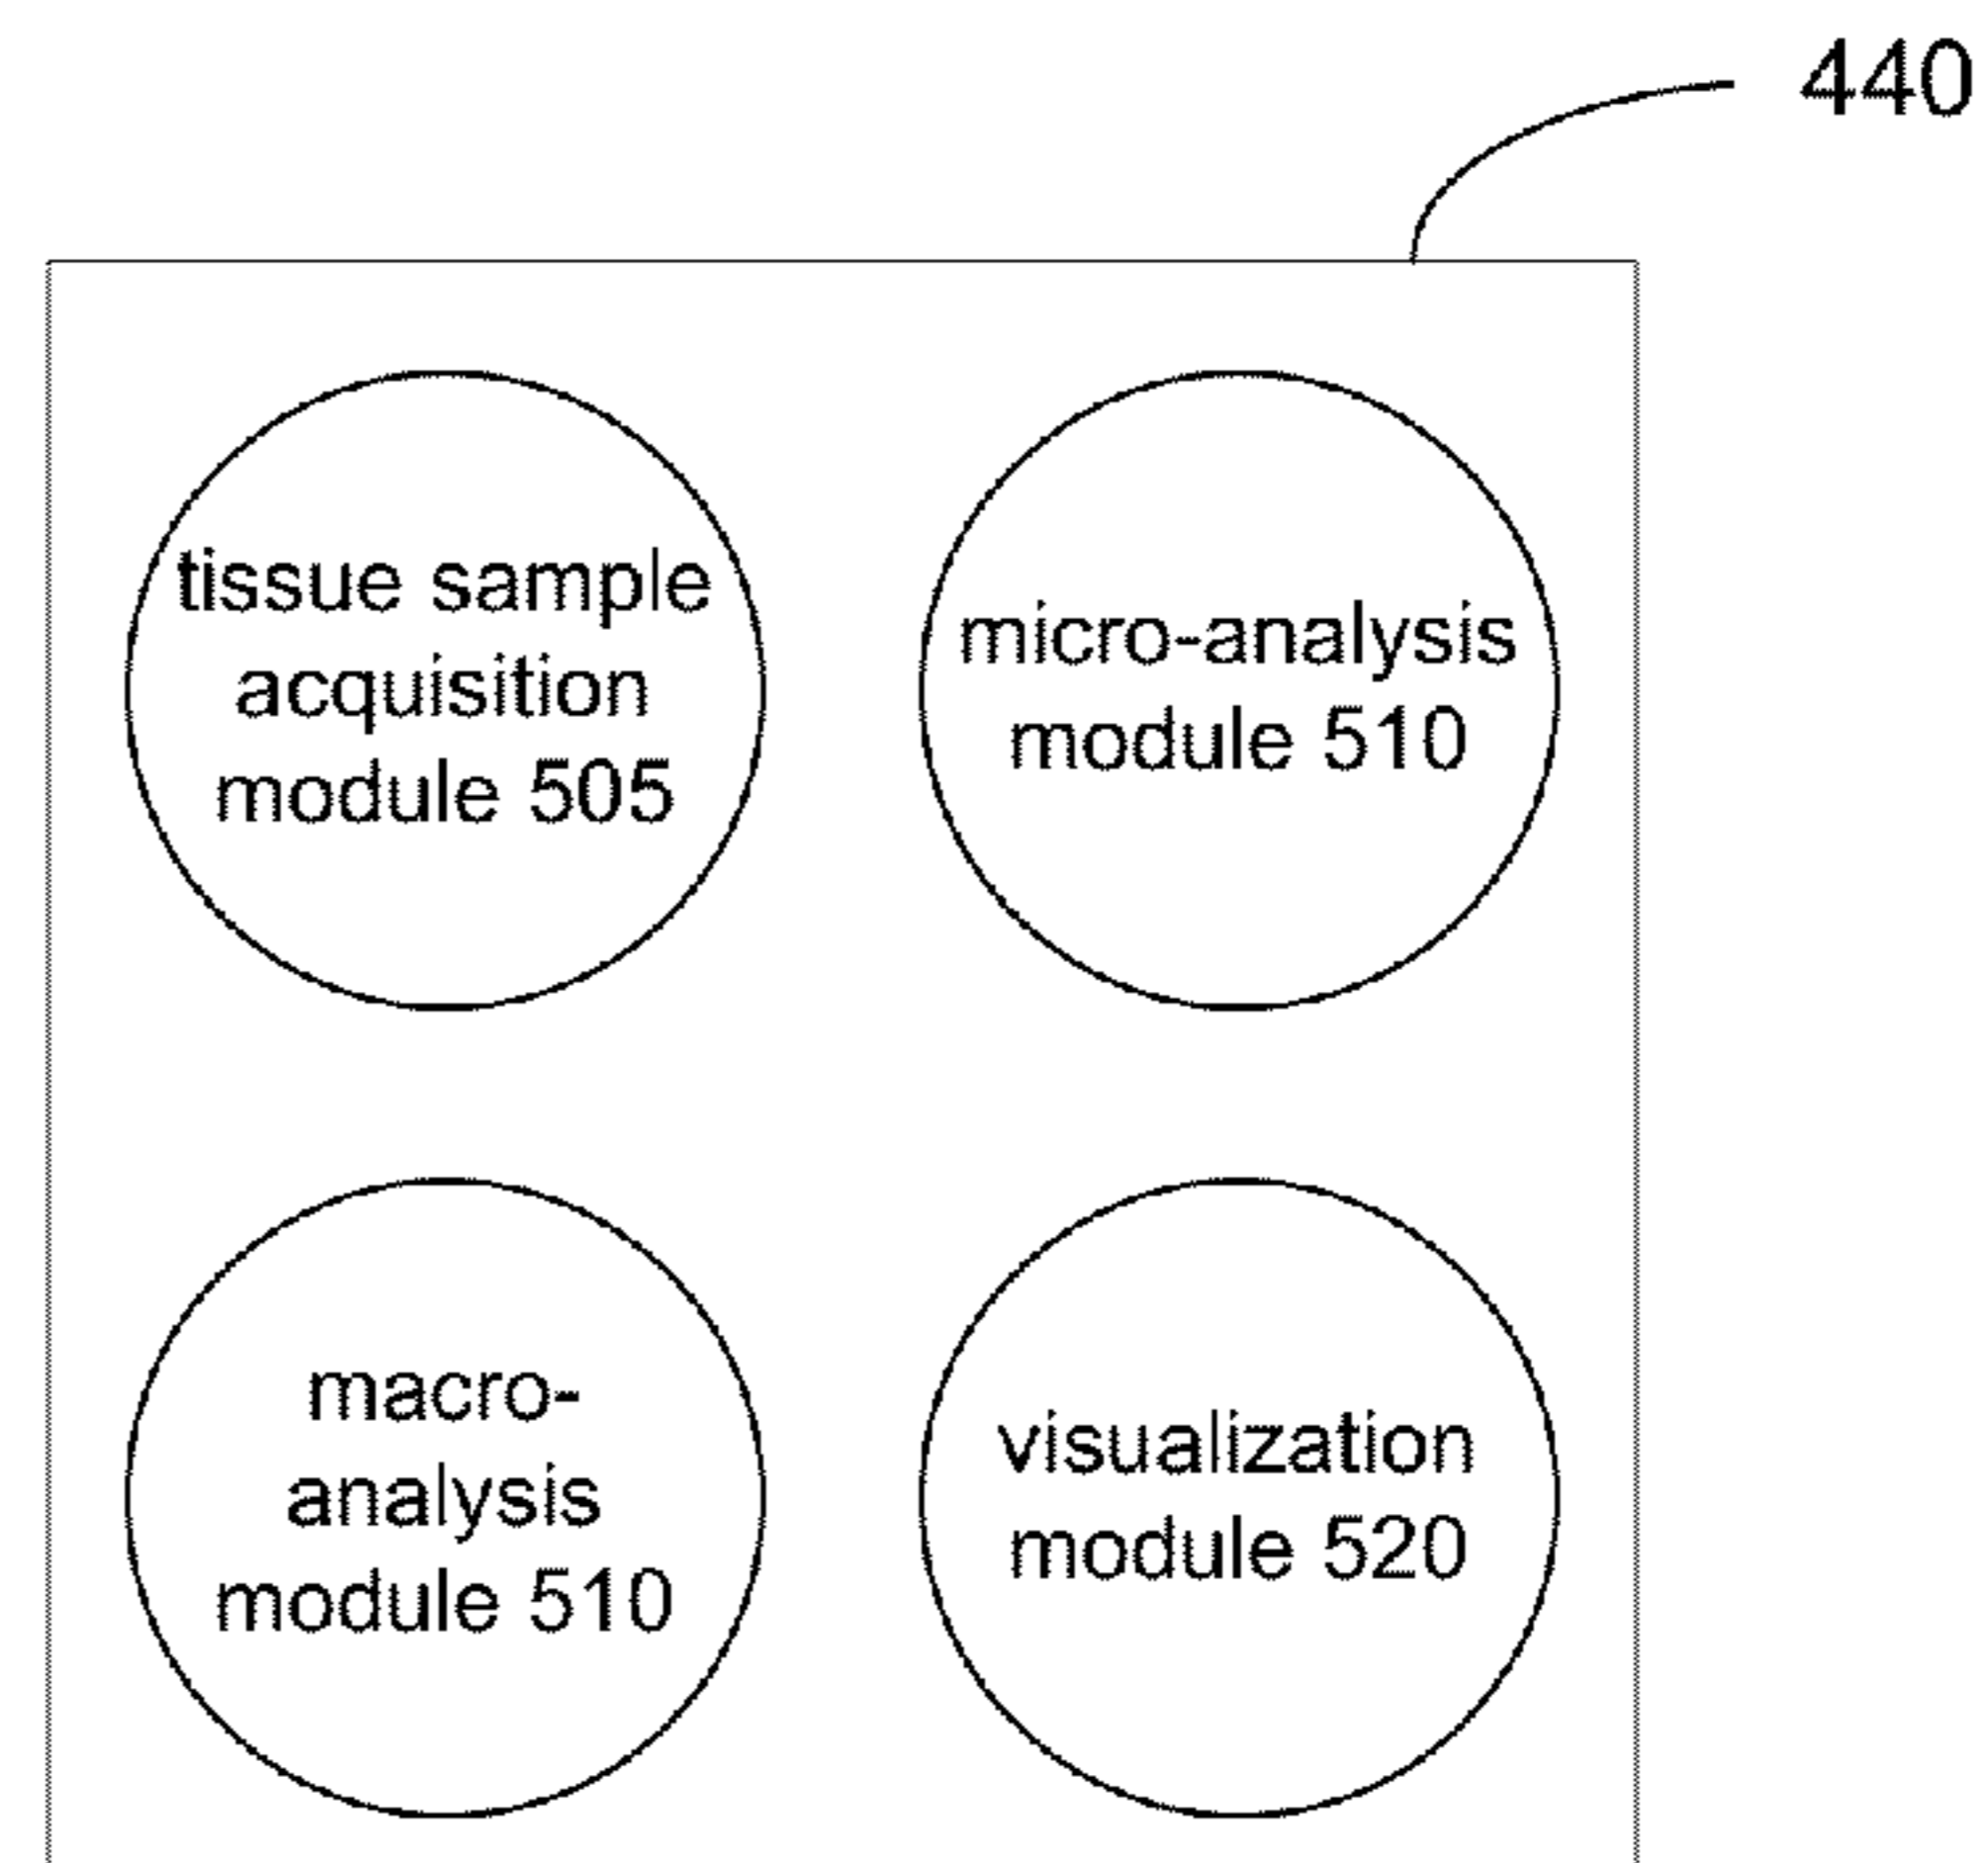 440
tissue sample
acquisition
module 505
micro-analysis
module 510
macro-
analysis
module 510
visualization
module 520